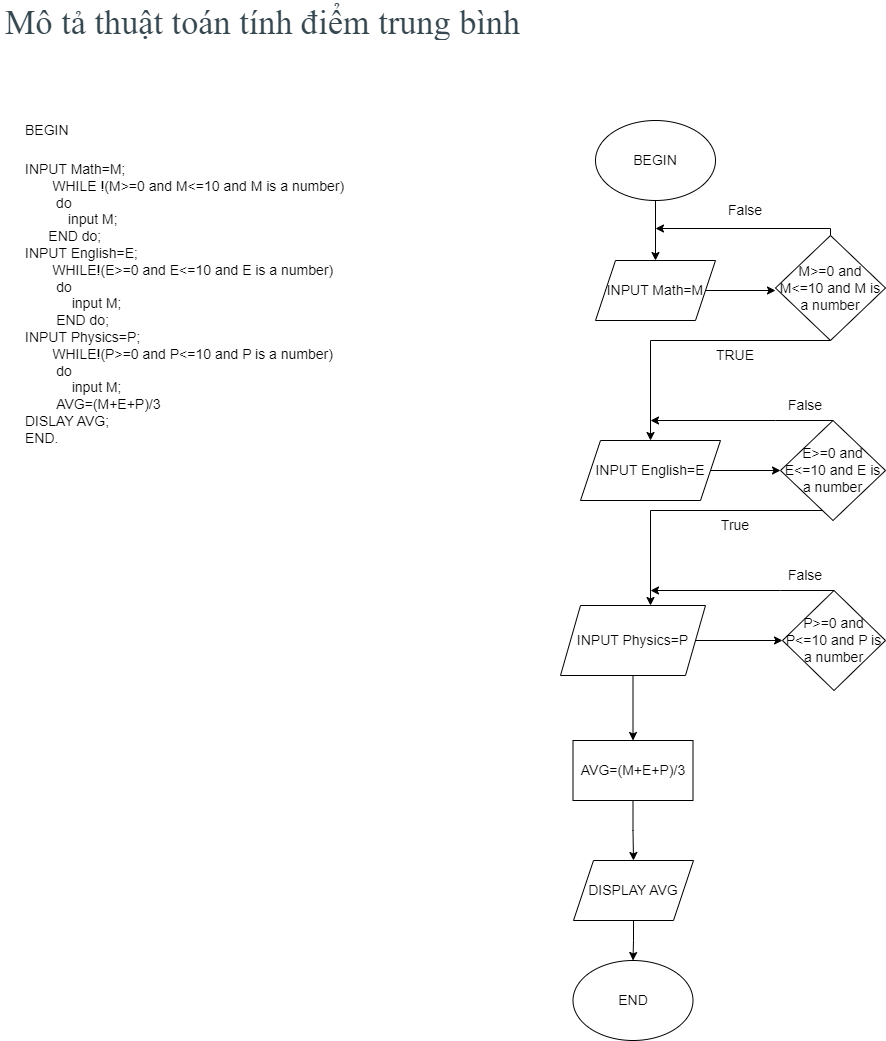 Mô tả thuật toán tính điểm trung bình
BEGIN
INPUT Math=M;
WHILE !(M>=0 and M<=10 and M is a number)
do
input M;
END do;
INPUT English=E;
WHILE!(E>=0 and E<=10 and E is a number)
do
input M;
END do;
INPUT Physics=P;
WHILE!(P>=0 and P<=10 and P is a number)
do
input M;
AVG=(M+E+P)/3
DISLAY AVG;
END.
BEGIN
False
INPUT Math=M
M>=0 and
M<=10 and M is
a number
TRUE
False
INPUT English=E
E>=0 and
E<=10 and E is
a number
True
False
INPUT Physics=P
P>=0 and
P<=10 and P is
a number
AVG=(M+E+P)/3
DISPLAY AVG
END